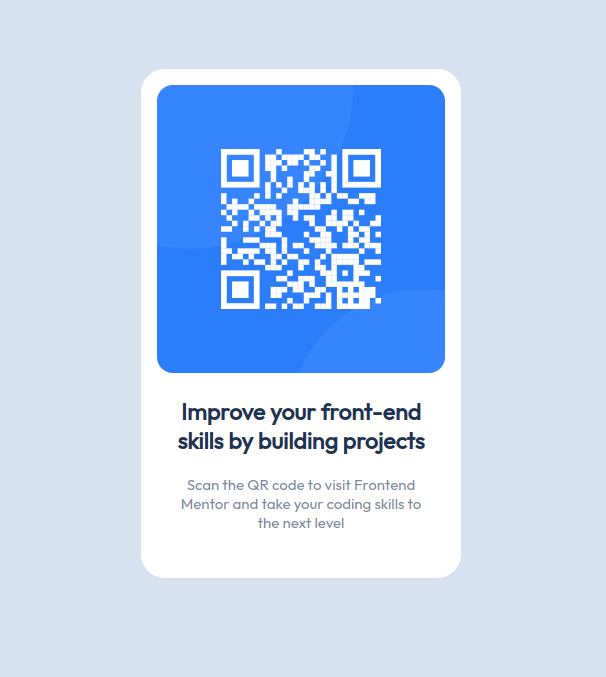 Improve your front-end
skills by building projects
Scan the QR code to visit Frontend
Mentor and take your coding skills to
the next level